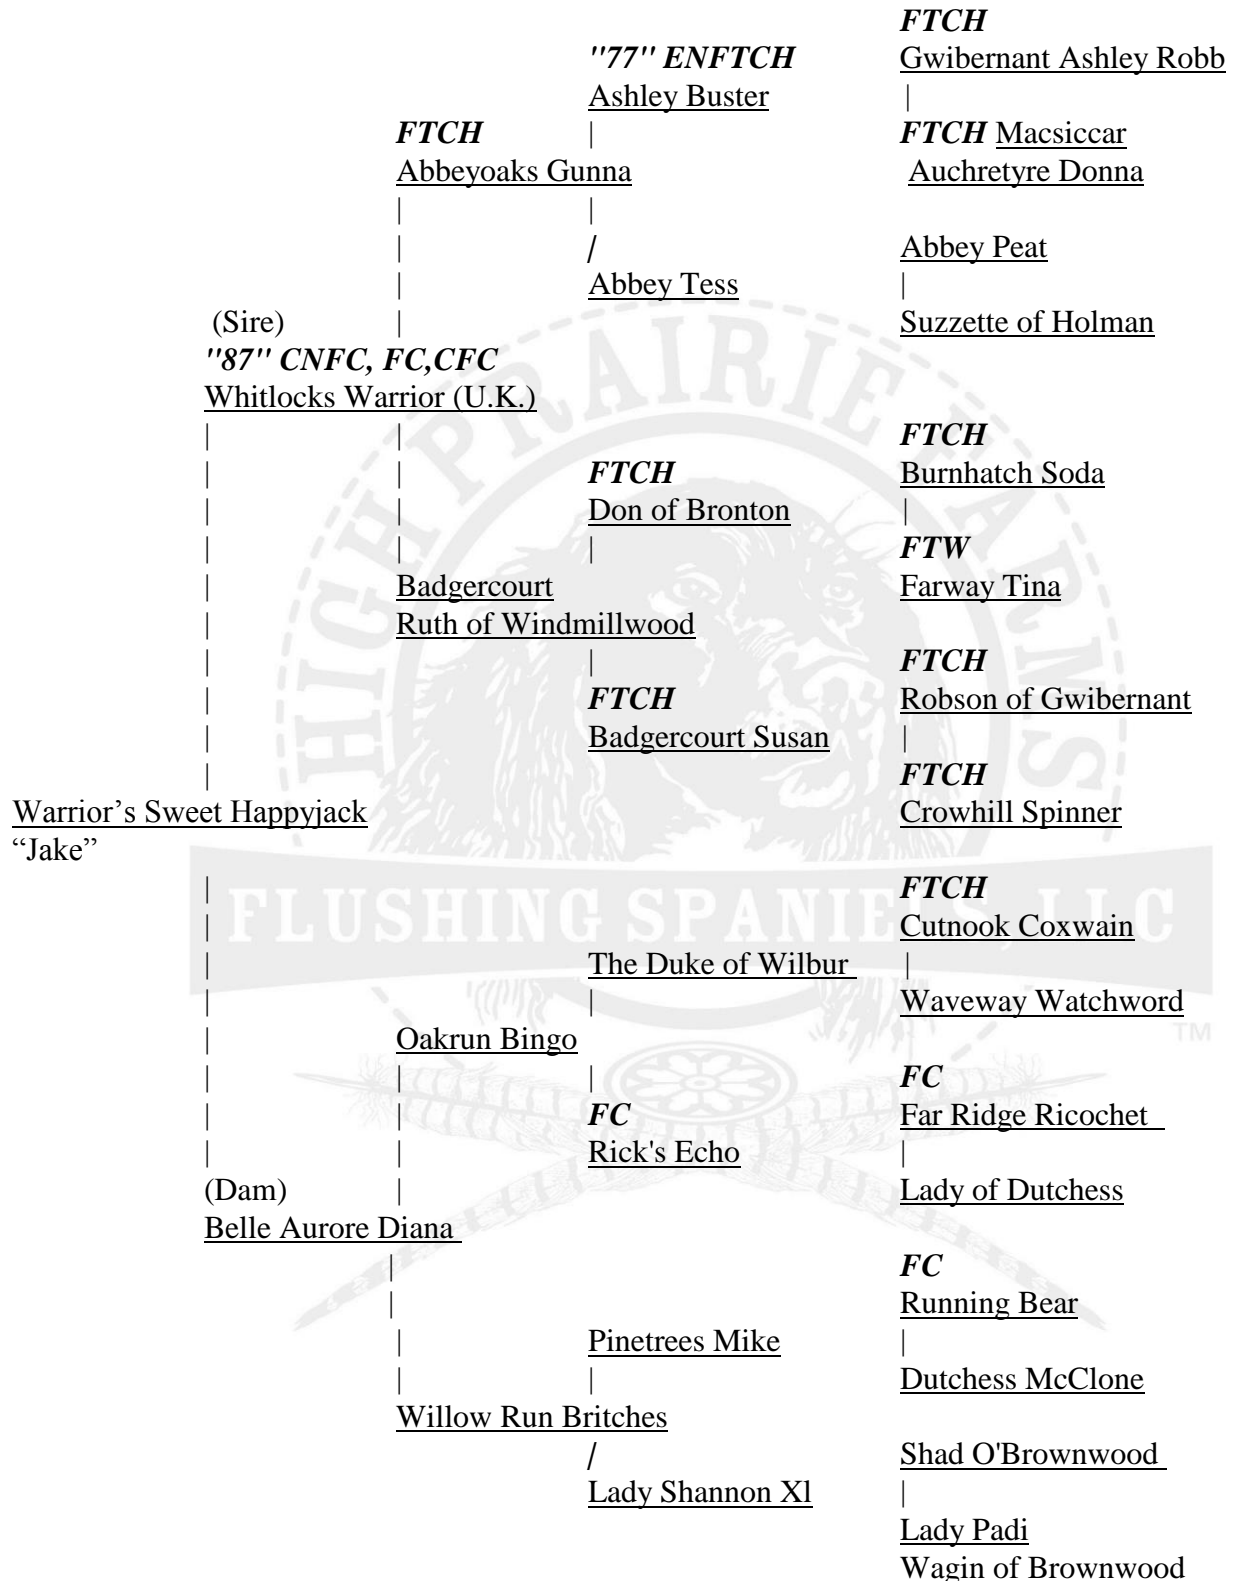 FTCH
"77" ENFTCH
Gwibernant Ashley Robb
Ashley Buster
FTCH
FTCH Macsiccar
Abbeyoaks Gunna
Auchretyre Donna
Abbey Peat
Abbey Tess
(Sire)
Suzzette of Holman
"87" CNFC, FC,CFC
Whitlocks Warrior (U.K.)
FTCH
FTCH
Burnhatch Soda
Don of Bronton
FTW
Badgercourt
Farway Tina
Ruth of Windmillwood
FTCH
FTCH
Robson of Gwibernant
Badgercourt Susan
FTCH
Warrior’s Sweet Happyjack
Crowhill Spinner
“Jake”
FTCH
Cutnook Coxwain
The Duke of Wilbur
Waveway Watchword
Oakrun Bingo
FC
FC
Far Ridge Ricochet
Rick's Echo
(Dam)
Lady of Dutchess
Belle Aurore Diana
FC
Running Bear
Pinetrees Mike
Dutchess McClone
Willow Run Britches
Shad O'Brownwood
Lady Shannon Xl
Lady Padi
Wagin of Brownwood
HIGH PRAIRIE FARMS
FLUSHING SPANIELS, LLC
TM